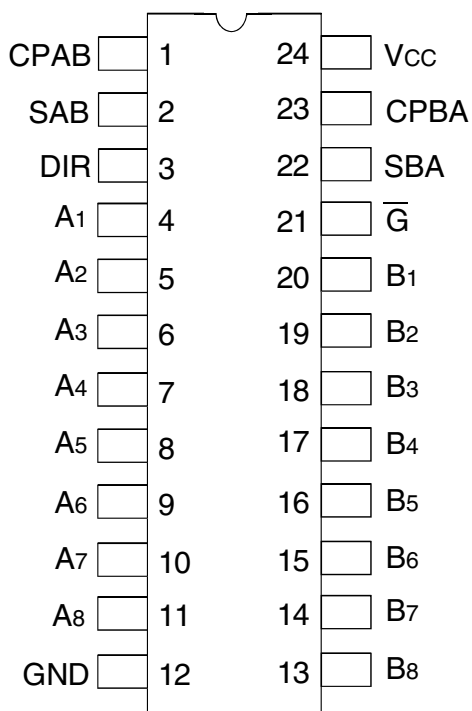 CPAB 1 24 VCC
SAB 2 23 CPBA
DIR 3 22 SBA
A1 4 21 G̅
A2 5 20 B1
A3 6 19 B2
A4 7 18 B3
A5 8 17 B4
A6 9 16 B5
A7 10 15 B6
A8 11 14 B7
GND 12 13 B8